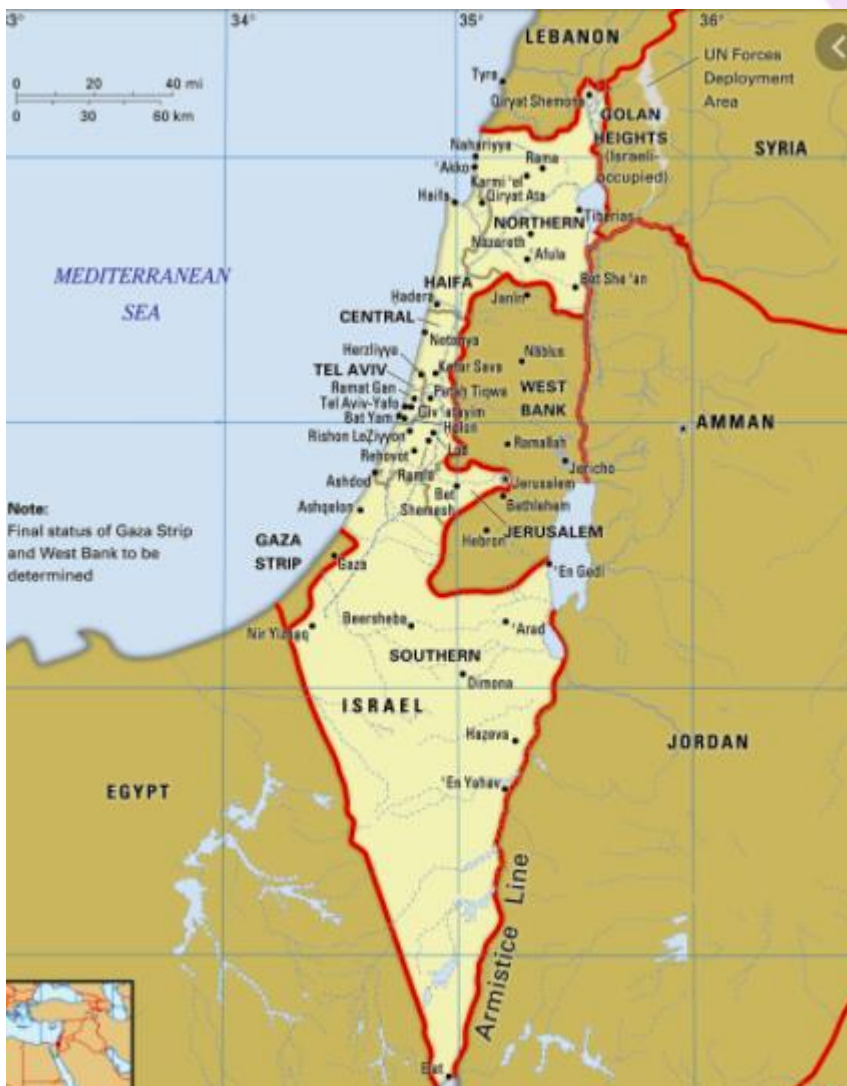 3°
34°
35°
36°
LEBANON
0 20 40 mi
0 30 60 km
Tyre
UN Forces
Deployment
Area
Qiryat Shemona
GOLAN
HEIGHTS
(Israeli-
occupied)
SYRIA
Nahariyya
'Akko
Rama
Karmi'el
Haifa
Qiryat Ata
NORTHERN
Tiberias
Nazareth
'Afula
MEDITERRANEAN
SEA
HAIFA
Bet She'an
Hadera
Janin
CENTRAL
Netanya
Herzliyya
Nāblus
TEL AVIV
Kefar Sava
Ramat Gan
Petah Tiqwa
WEST
BANK
Tel Aviv-Yafo
Giv'atayim
Bat Yam
Holon
AMMAN
Rishon LeZiyyon
Lod
Ramallah
Rehovot
Jericho
Ramla
Ashdod
Jerusalem
Bet
Shemesh
Bethlehem
Ashqelon
JERUSALEM
Note:
Final status of Gaza Strip
and West Bank to be
determined
Hebron
GAZA
STRIP
Gaza
'En Gedi
Nir Yizhaq
Beersheba
'Arad
SOUTHERN
Dimona
ISRAEL
Hazeva
JORDAN
'En Yahav
EGYPT
Armistice Line
Elat